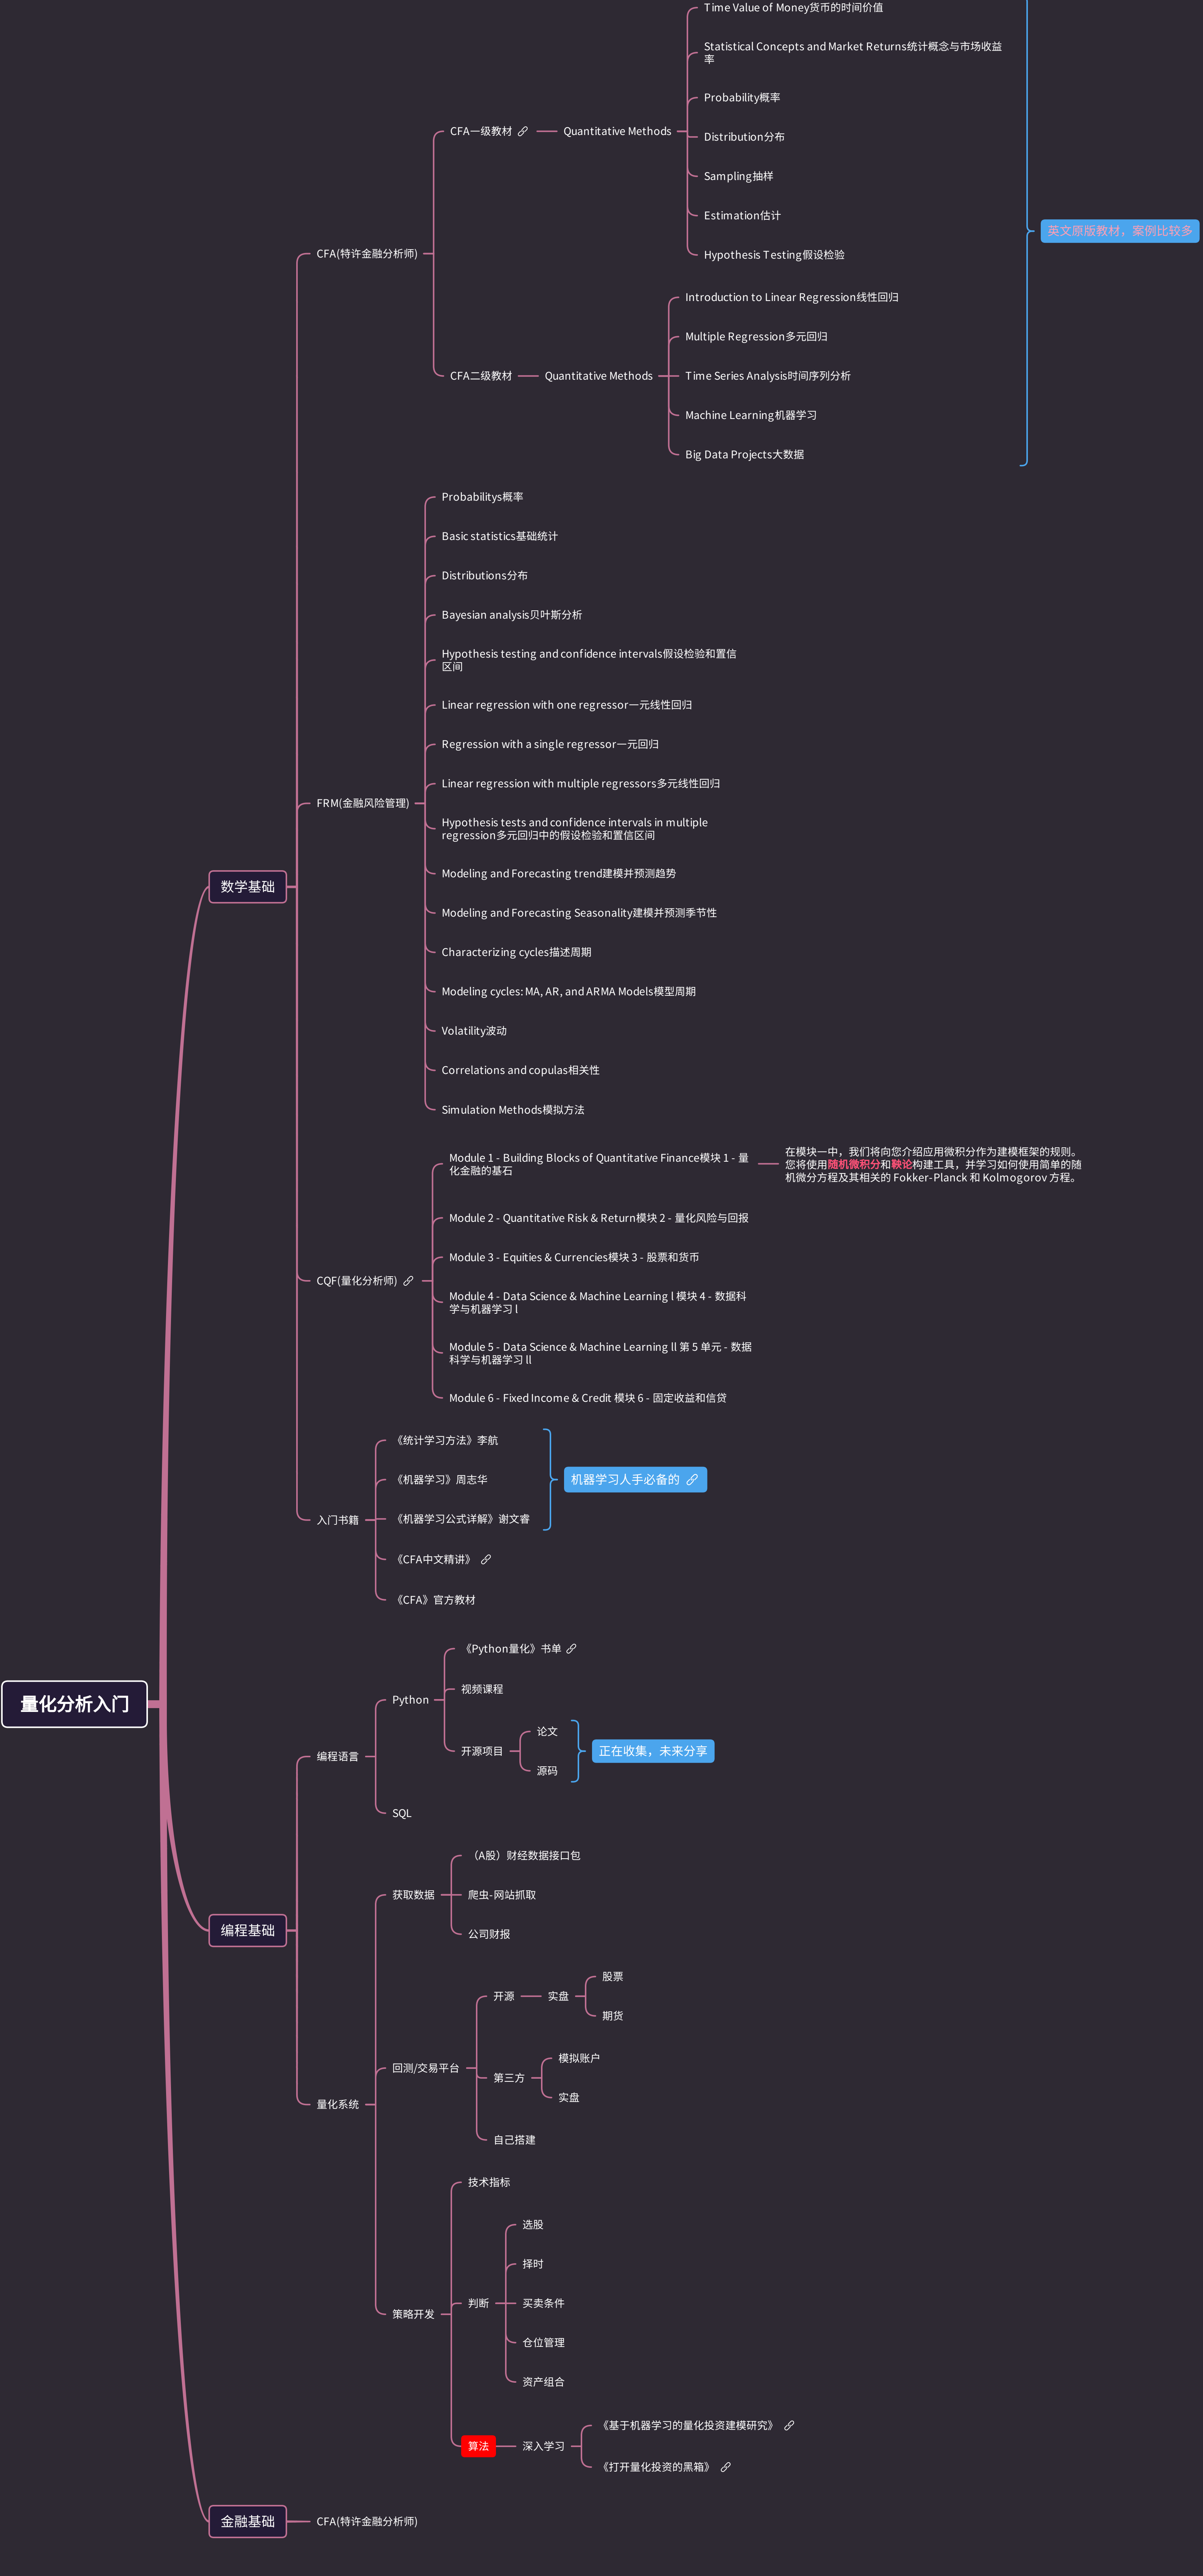 Time Value of Money货币的时间价值
Statistical Concepts and Market Returns统计概念与市场收益
率
Probability概率
CFA一级教材
Quantitative Methods
Distribution分布
Sampling抽样
Estimation估计
英文原版教材，案例比较多
CFA(特许金融分析师)
Hypothesis Testing假设检验
Introduction to Linear Regression线性回归
Multiple Regression多元回归
CFA二级教材
Quantitative Methods
Time Series Analysis时间序列分析
Machine Learning机器学习
Big Data Projects大数据
Probabilitys概率
Basic statistics基础统计
Distributions分布
Bayesian analysis贝叶斯分析
Hypothesis testing and confidence intervals假设检验和置信
区间
Linear regression with one regressor一元线性回归
Regression with a single regressor一元回归
Linear regression with multiple regressors多元线性回归
FRM(金融风险管理)
Hypothesis tests and confidence intervals in multiple
regression多元回归中的假设检验和置信区间
Modeling and Forecasting trend建模并预测趋势
数学基础
Modeling and Forecasting Seasonality建模并预测季节性
Characterizing cycles描述周期
Modeling cycles: MA, AR, and ARMA Models模型周期
Volatility波动
Correlations and copulas相关性
Simulation Methods模拟方法
Module 1 - Building Blocks of Quantitative Finance模块 1 - 量
化金融的基石
在模块一中，我们将向您介绍应用微积分作为建模框架的规则。
您将使用随机微积分和鞅论构建工具，并学习如何使用简单的随
机微分方程及其相关的 Fokker-Planck 和 Kolmogorov 方程。
Module 2 - Quantitative Risk & Return模块 2 - 量化风险与回报
Module 3 - Equities & Currencies模块 3 - 股票和货币
CQF(量化分析师)
Module 4 - Data Science & Machine Learning l 模块 4 - 数据科
学与机器学习 l
Module 5 - Data Science & Machine Learning ll 第 5 单元 - 数据
科学与机器学习 ll
Module 6 - Fixed Income & Credit 模块 6 - 固定收益和信贷
《统计学习方法》李航
《机器学习》周志华
机器学习人手必备的
入门书籍
《机器学习公式详解》谢文睿
《CFA中文精讲》
《CFA》官方教材
《Python量化》书单
视频课程
Python
量化分析入门
论文
开源项目
正在收集，未来分享
编程语言
源码
SQL
（A股）财经数据接口包
获取数据
爬虫-网站抓取
编程基础
公司财报
股票
开源
实盘
期货
模拟账户
回测/交易平台
第三方
实盘
量化系统
自己搭建
技术指标
选股
择时
判断
买卖条件
策略开发
仓位管理
资产组合
《基于机器学习的量化投资建模研究》
算法
深入学习
《打开量化投资的黑箱》
金融基础
CFA(特许金融分析师)